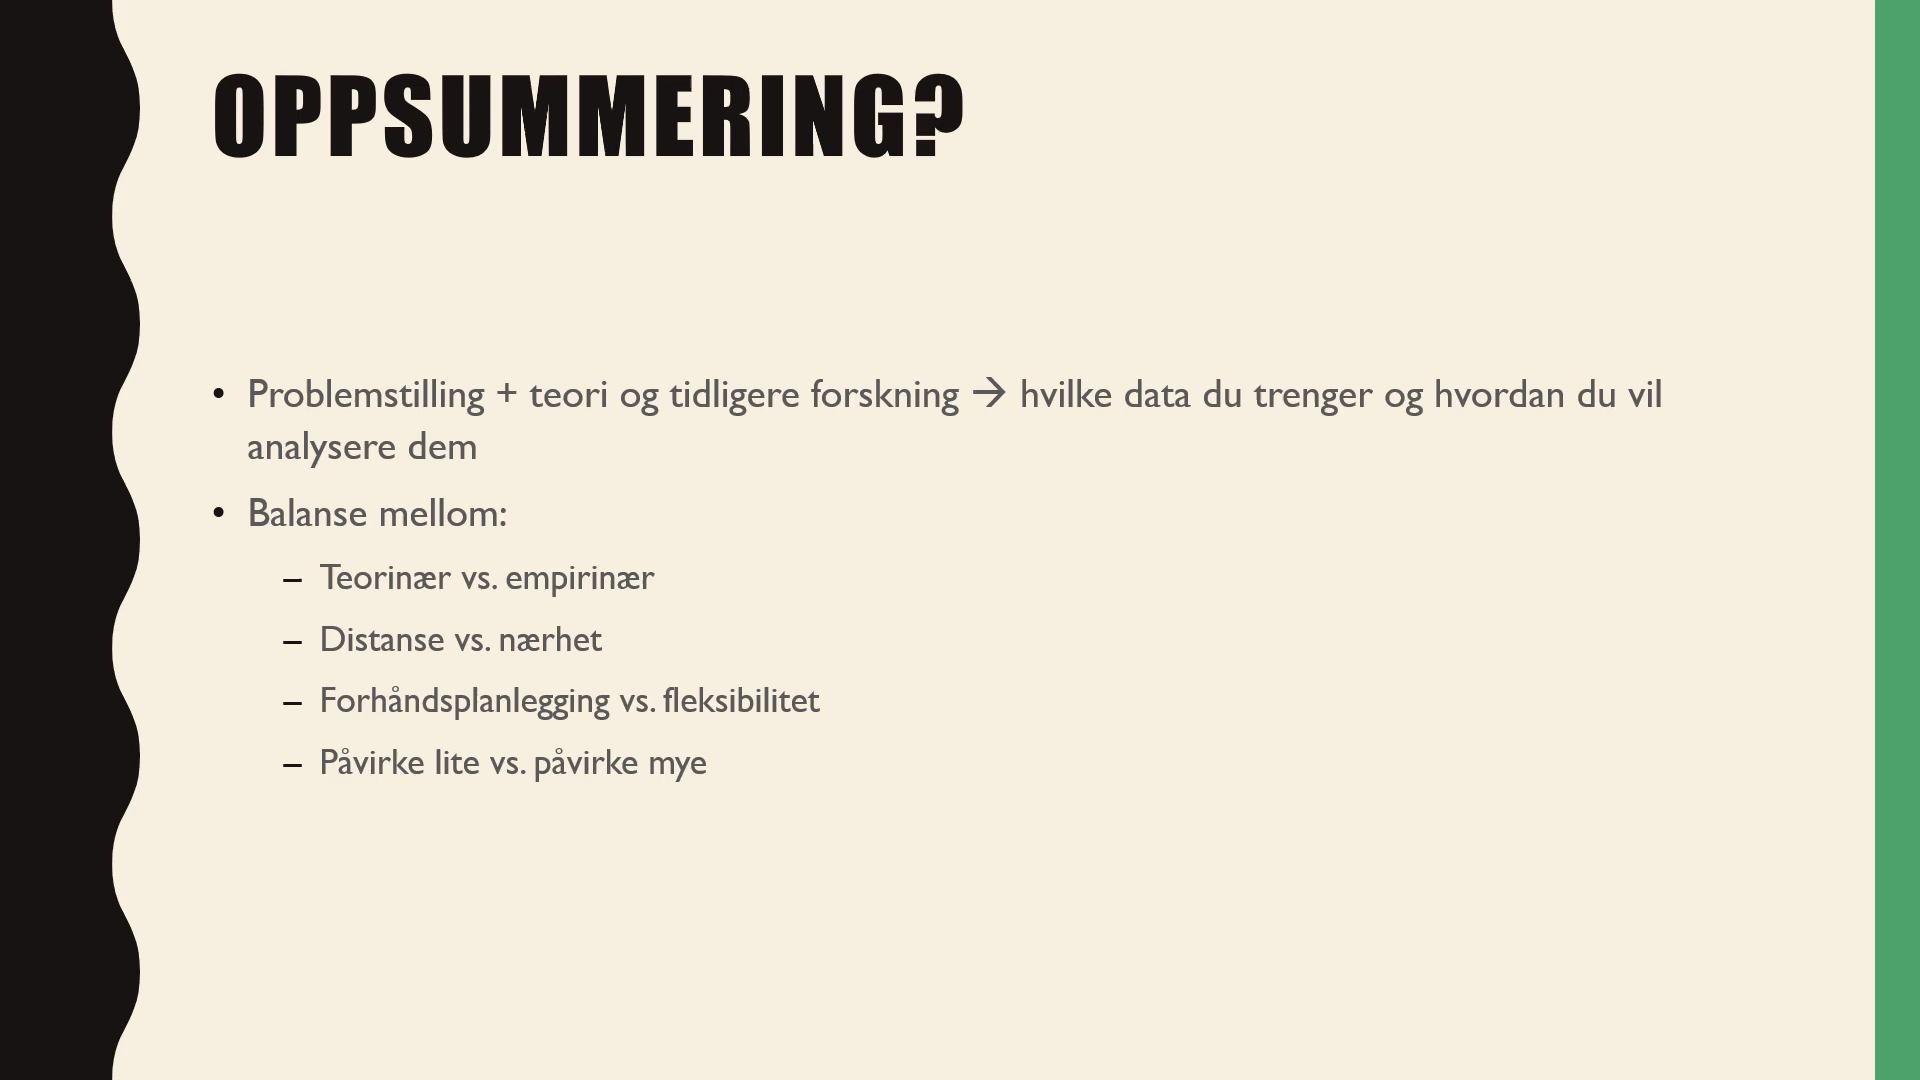 OPPSUMMERING?
• Problemstilling + teori og tidligere forskning → hvilke data du trenger og hvordan du vil
analysere dem
• Balanse mellom:
– Teorinær vs. empirinær
– Distanse vs. nærhet
– Forhåndsplanlegging vs. fleksibilitet
– Påvirke lite vs. påvirke mye